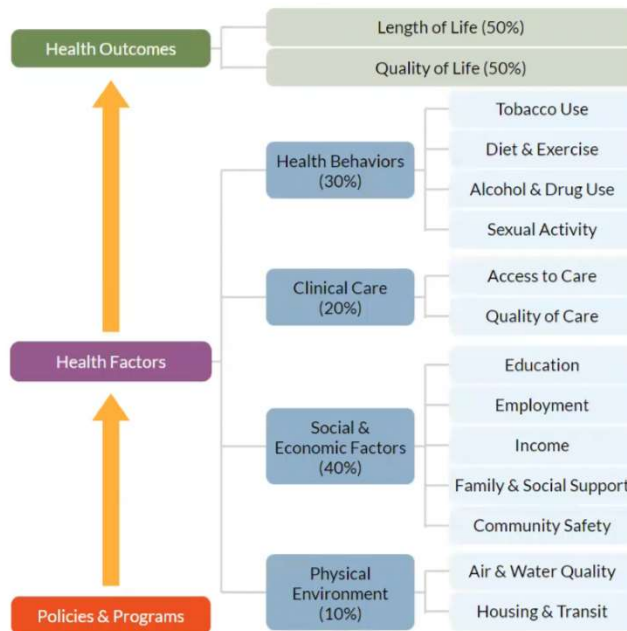 Health Outcomes
Length of Life (50%)
Quality of Life (50%)
Health Factors
Health Behaviors
(30%)
Tobacco Use
Diet & Exercise
Alcohol & Drug Use
Sexual Activity
Clinical Care
(20%)
Access to Care
Quality of Care
Social &
Economic Factors
(40%)
Education
Employment
Income
Family & Social Support
Community Safety
Physical
Environment
(10%)
Air & Water Quality
Housing & Transit
Policies & Programs